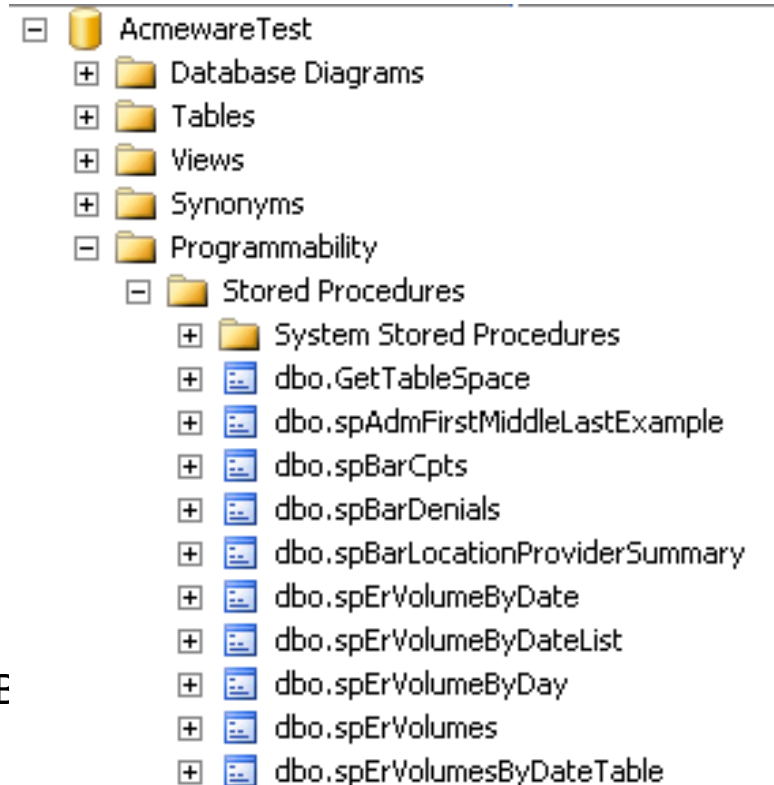 AcmewareTest
Database Diagrams
Tables
Views
Synonyms
Programmability
Stored Procedures
System Stored Procedures
dbo.GetTableSpace
dbo.spAdmFirstMiddleLastExample
dbo.spBarCpts
dbo.spBarDenials
dbo.spBarLocationProviderSummary
dbo.spErVolumeByDate
dbo.spErVolumeByDateList
dbo.spErVolumeByDay
dbo.spErVolumes
dbo.spErVolumesByDateTable